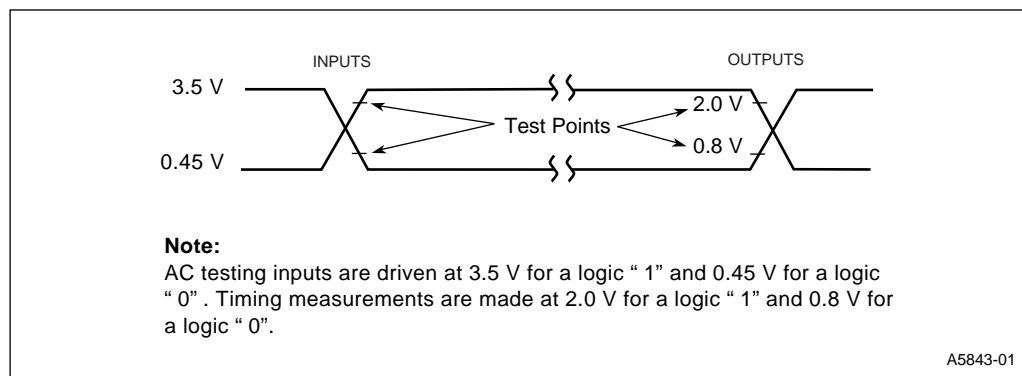 INPUTS
OUTPUTS
3.5 V
2.0 V
Test Points
0.8 V
0.45 V
Note:
AC testing inputs are driven at 3.5 V for a logic “ 1” and 0.45 V for a logic
“ 0” . Timing measurements are made at 2.0 V for a logic “ 1” and 0.8 V for
a logic “ 0”.
A5843-01